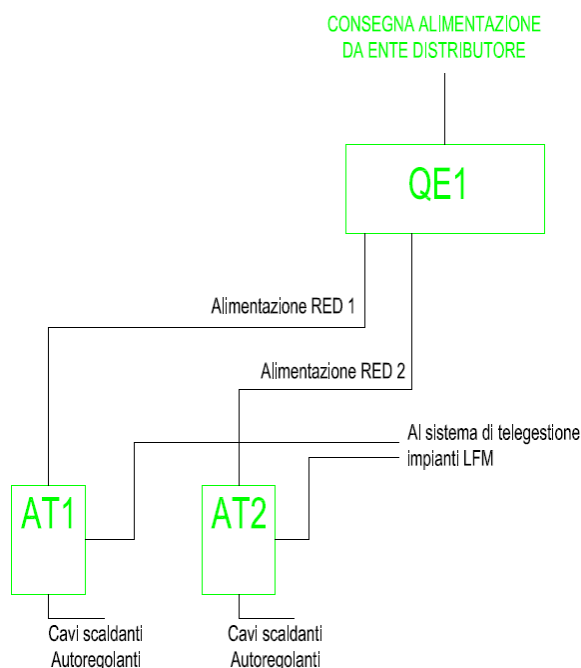 CONSEGNA ALIMENTAZIONE
DA ENTE DISTRIBUTORE
QE1
Alimentazione RED 1
Alimentazione RED 2
Al sistema di telegestione
impianti LFM
AT1
AT2
Cavi scaldanti
Autoregolanti
Cavi scaldanti
Autoregolanti